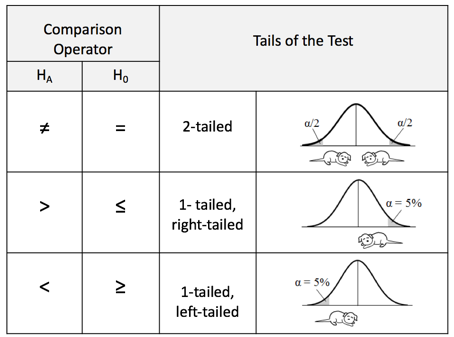 Comparison
Operator
Tails of the Test
HA
H0
≠
=
2-tailed
α/2
α/2
>
≤
1- tailed,
right-tailed
α = 5%
<
≥
1-tailed,
left-tailed
α = 5%